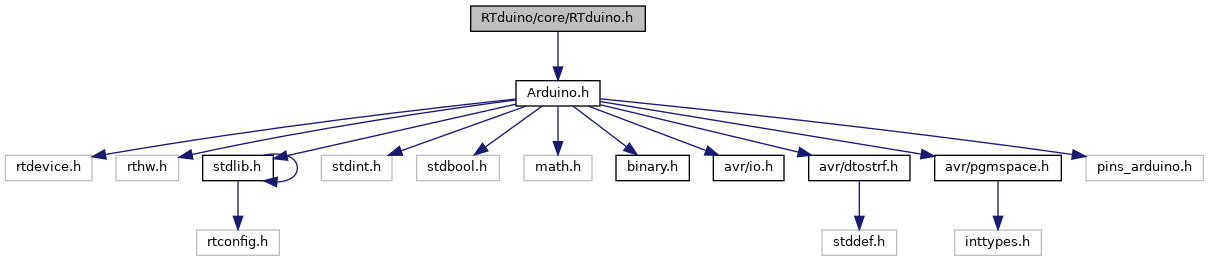 RTduino/core/RTduino.h
Arduino.h
rtdevice.h
rthw.h
stdlib.h
stdint.h
stdbool.h
math.h
binary.h
avr/io.h
avr/dtostrf.h
avr/pgmspace.h
pins_arduino.h
rtconfig.h
stddef.h
inttypes.h